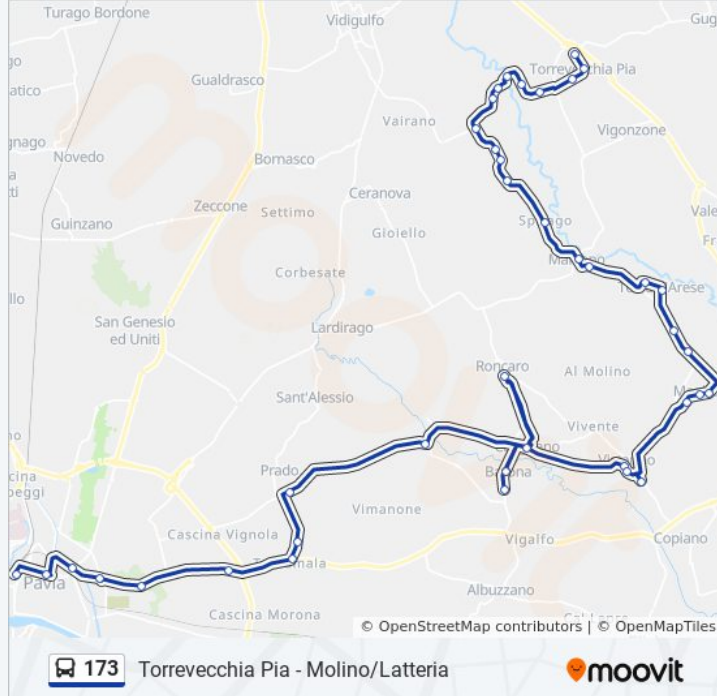 Turago Bordone
Vidigulfo
Gualdrasco
Torrevecchia Pia
Vairano
Vigonzone
Novedo
Bornasco
Zeccone
Settimo
Ceranova
Guinzano
Gioiello
Corbesate
San Genesio
ed Uniti
Lardirago
Roncaro
Al Molino
Sant'Alessio
Vivente
Prado
Vimanone
Cascina Vignola
Vigalfo
Copiano
Pavia
Albuzzano
Cascina Morona
© OpenStreetMap contributors | © OpenMapTiles
173 Torrevecchia Pia - Molino/Latteria
moovit